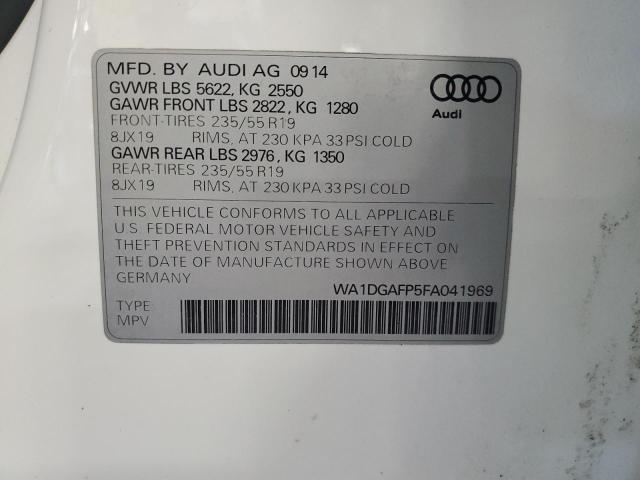 MFD. BY AUDI AG 09 14
GVWR LBS 5622, KG 2550
GAWR FRONT LBS 2822, KG 1280
FRONT-TIRES 235/55 R19
8JX19 RIMS, AT 230 KPA 33 PSI COLD
GAWR REAR LBS 2976, KG 1350
REAR-TIRES 235/55 R19
8JX19 RIMS, AT 230 KPA 33 PSI COLD
Audi
THIS VEHICLE CONFORMS TO ALL APPLICABLE
U.S. FEDERAL MOTOR VEHICLE SAFETY AND
THEFT PREVENTION STANDARDS IN EFFECT ON
THE DATE OF MANUFACTURE SHOWN ABOVE
GERMANY
WA1DGAFP5FA041969
TYPE
MPV